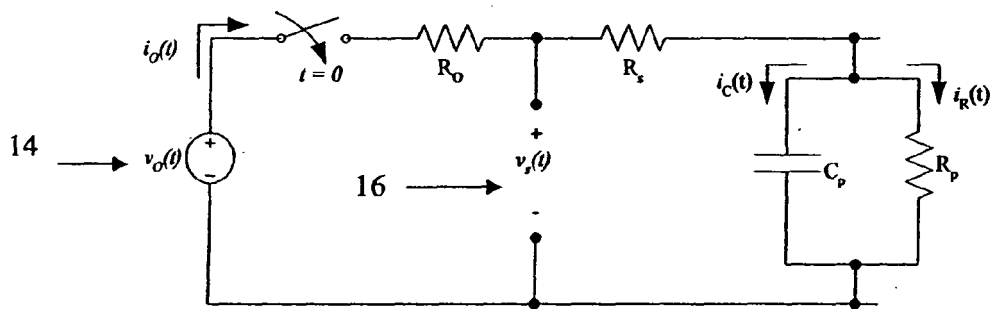 i_O(t)
t = 0
R_O
R_s
i_C(t)
i_R(t)
14
+
v_O(t)
-
16
+
v_s(t)
-
C_p
R_p